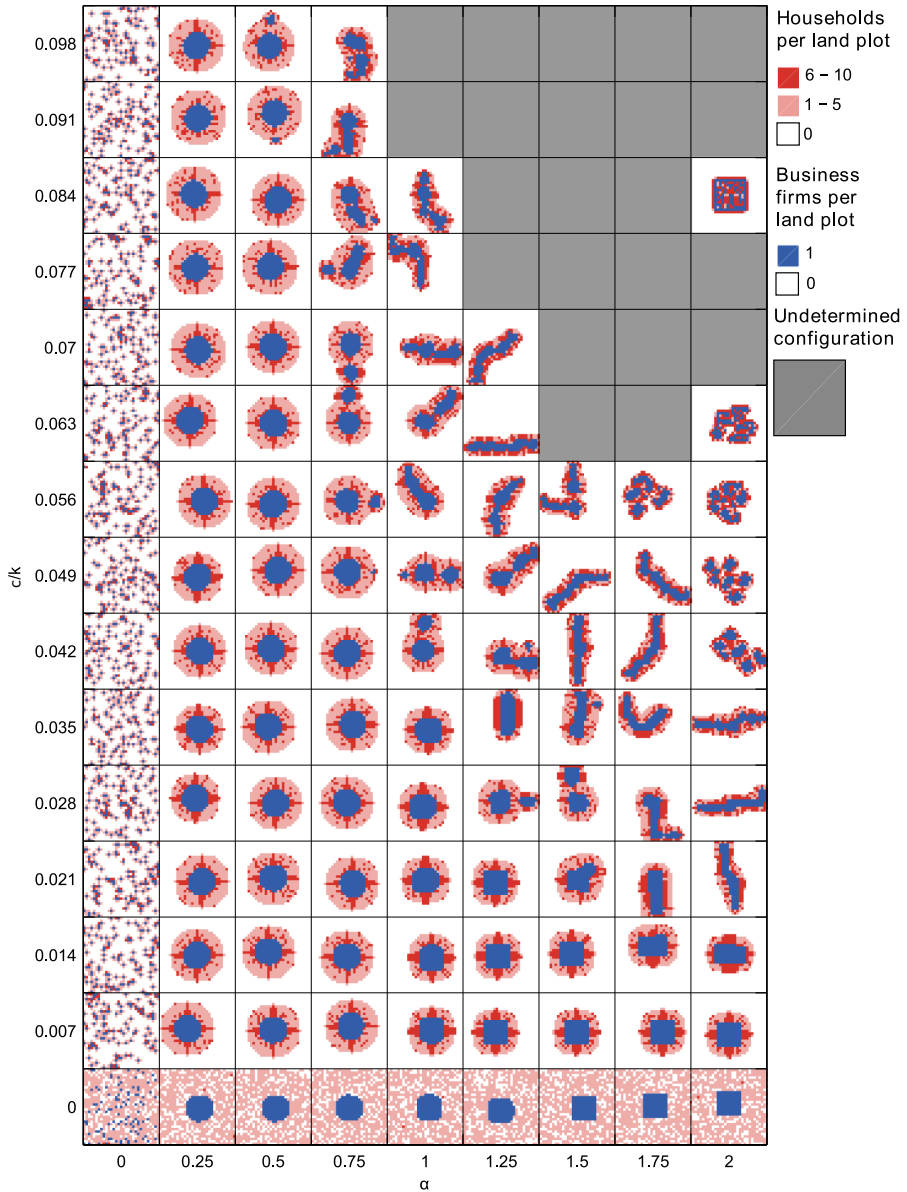 Households
per land plot
6 – 10
1 – 5
0
Business
firms per
land plot
1
0
Undetermined
configuration
c/k
0.098
0.091
0.084
0.077
0.07
0.063
0.056
0.049
0.042
0.035
0.028
0.021
0.014
0.007
0
0 0.25 0.5 0.75 1 1.25 1.5 1.75 2
α